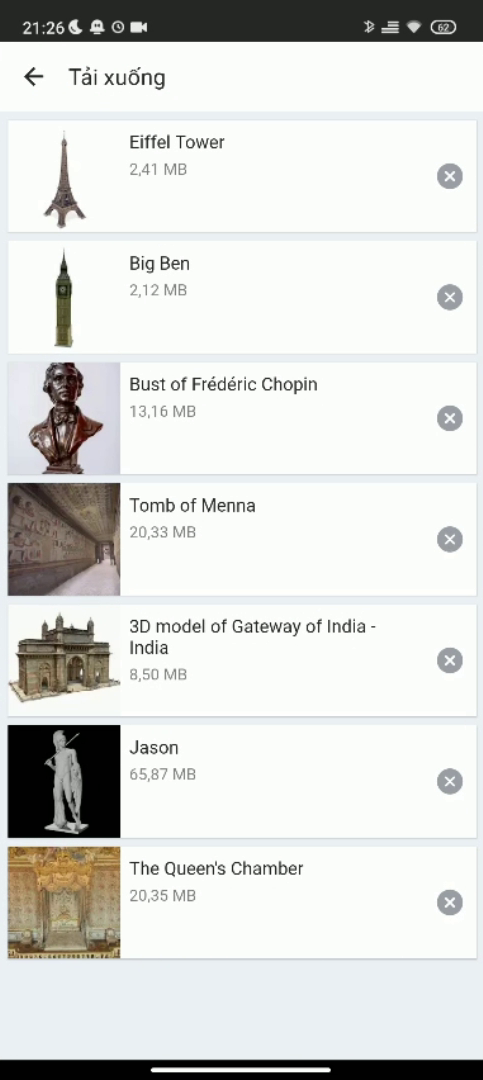 21:26
62
Tải xuống
Eiffel Tower
2,41 MB
Big Ben
2,12 MB
Bust of Frédéric Chopin
13,16 MB
Tomb of Menna
20,33 MB
3D model of Gateway of India -
India
8,50 MB
Jason
65,87 MB
The Queen's Chamber
20,35 MB